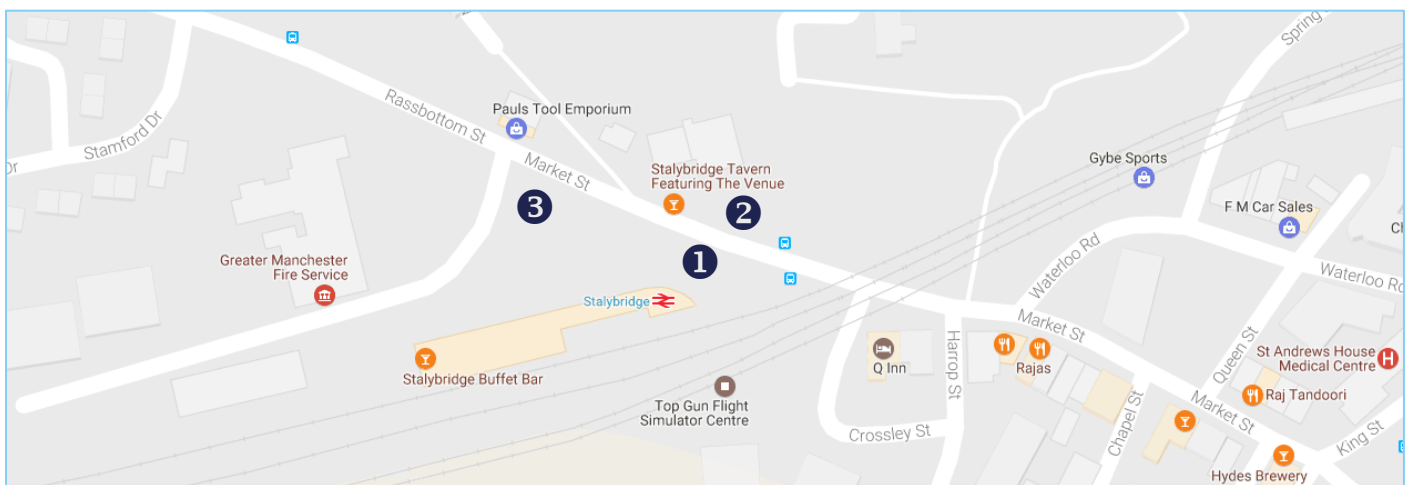 Spring
Rassbottom St
Pauls Tool Emporium
Stamford Dr
Dr
Market St
Stalybridge Tavern
Featuring The Venue
Gybe Sports
3
2
F M Car Sales
1
Greater Manchester
Fire Service
Waterloo Rd
Waterloo Rd
Stalybridge
Market St
Harrop St
Queen St
Q Inn
Rajas
St Andrews House
Medical Centre
H
Stalybridge Buffet Bar
Raj Tandoori
Top Gun Flight
Simulator Centre
Chapel St
Market St
Crossley St
King St
Hydes Brewery